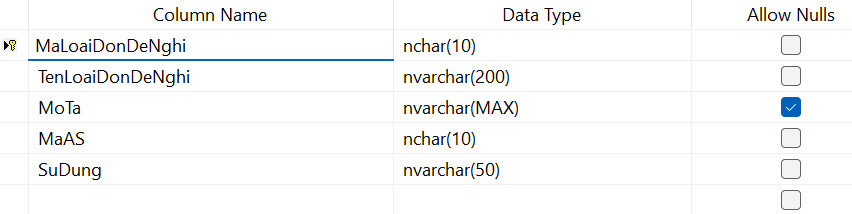 Column Name Data Type Allow Nulls
MaLoaiDonDeNghi nchar(10)
TenLoaiDonDeNghi nvarchar(200)
MoTa nvarchar(MAX)
MaAS nchar(10)
SuDung nvarchar(50)